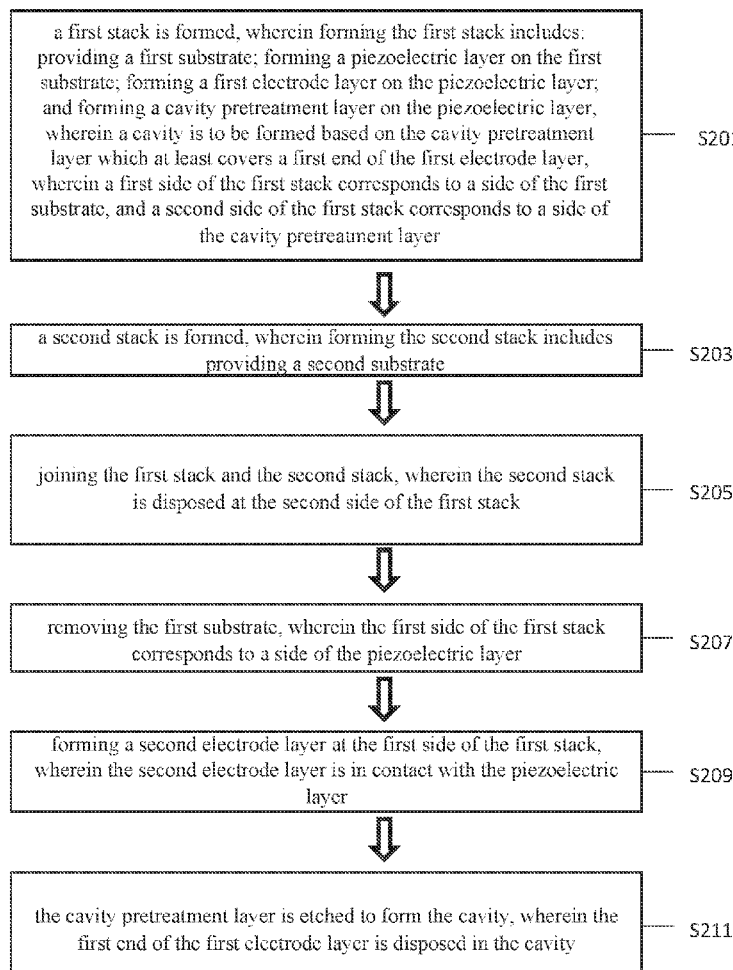 a first stack is formed, wherein forming the first stack includes:
providing a first substrate; forming a piezoelectric layer on the first
substrate; forming a first electrode layer on the piezoelectric layer;
and forming a cavity pretreatment layer on the piezoelectric layer,
wherein a cavity is to be formed based on the cavity pretreatment
layer which at least covers a first end of the first electrode layer,
wherein a first side of the first stack corresponds to a side of the first
substrate, and a second side of the first stack corresponds to a side of
the cavity pretreatment layer
S201
a second stack is formed, wherein forming the second stack includes
providing a second substrate
S203
joining the first stack and the second stack, wherein the second stack
is disposed at the second side of the first stack
S205
removing the first substrate, wherein the first side of the first stack
corresponds to a side of the piezoelectric layer
S207
forming a second electrode layer at the first side of the first stack,
wherein the second electrode layer is in contact with the piezoelectric
layer
S209
the cavity pretreatment layer is etched to form the cavity, wherein the
first end of the first electrode layer is disposed in the cavity
S211